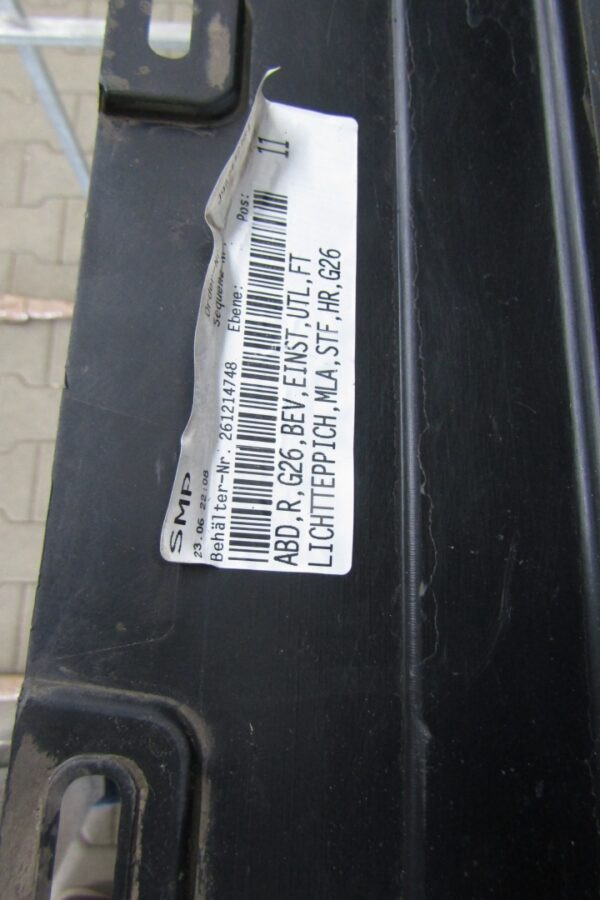 SMP
23.06 22:08
Behälter-Nr. 261214748
Ebene:
Pos:
11
ABD,R,G26,BEV,EINST,UTL,FT
LICHTTEPPICH,MLA,STF,HR,G26